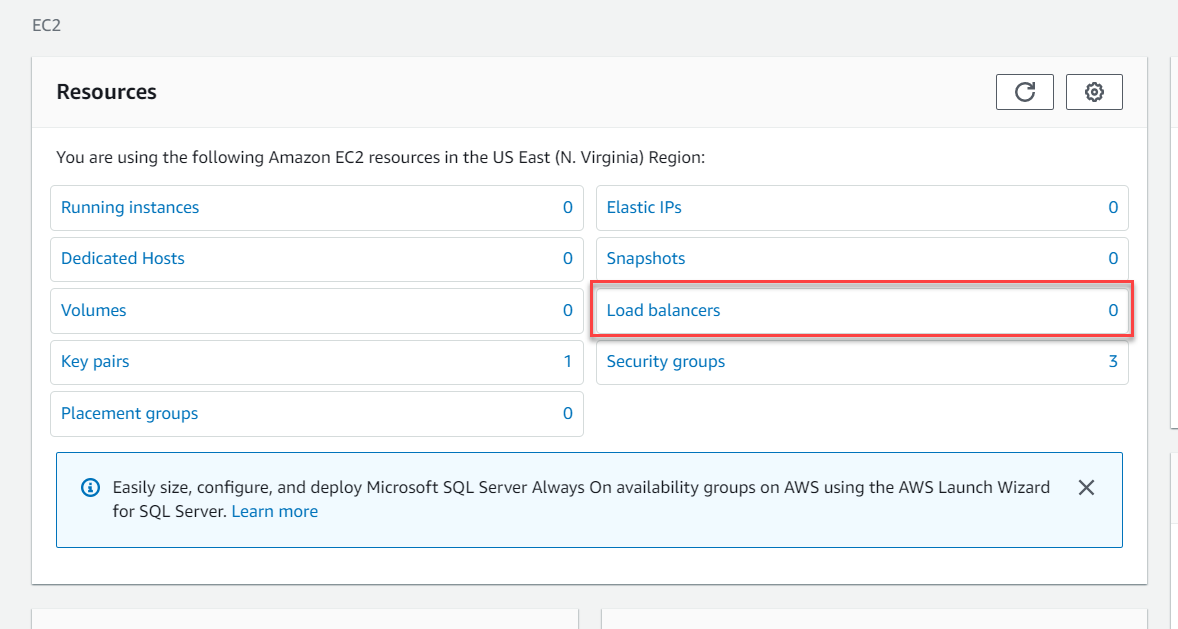 EC2
Resources
You are using the following Amazon EC2 resources in the US East (N. Virginia) Region:
Running instances 0
Elastic IPs 0
Dedicated Hosts 0
Snapshots 0
Volumes 0
Load balancers 0
Key pairs 1
Security groups 3
Placement groups 0
Easily size, configure, and deploy Microsoft SQL Server Always On availability groups on AWS using the AWS Launch Wizard
for SQL Server. Learn more